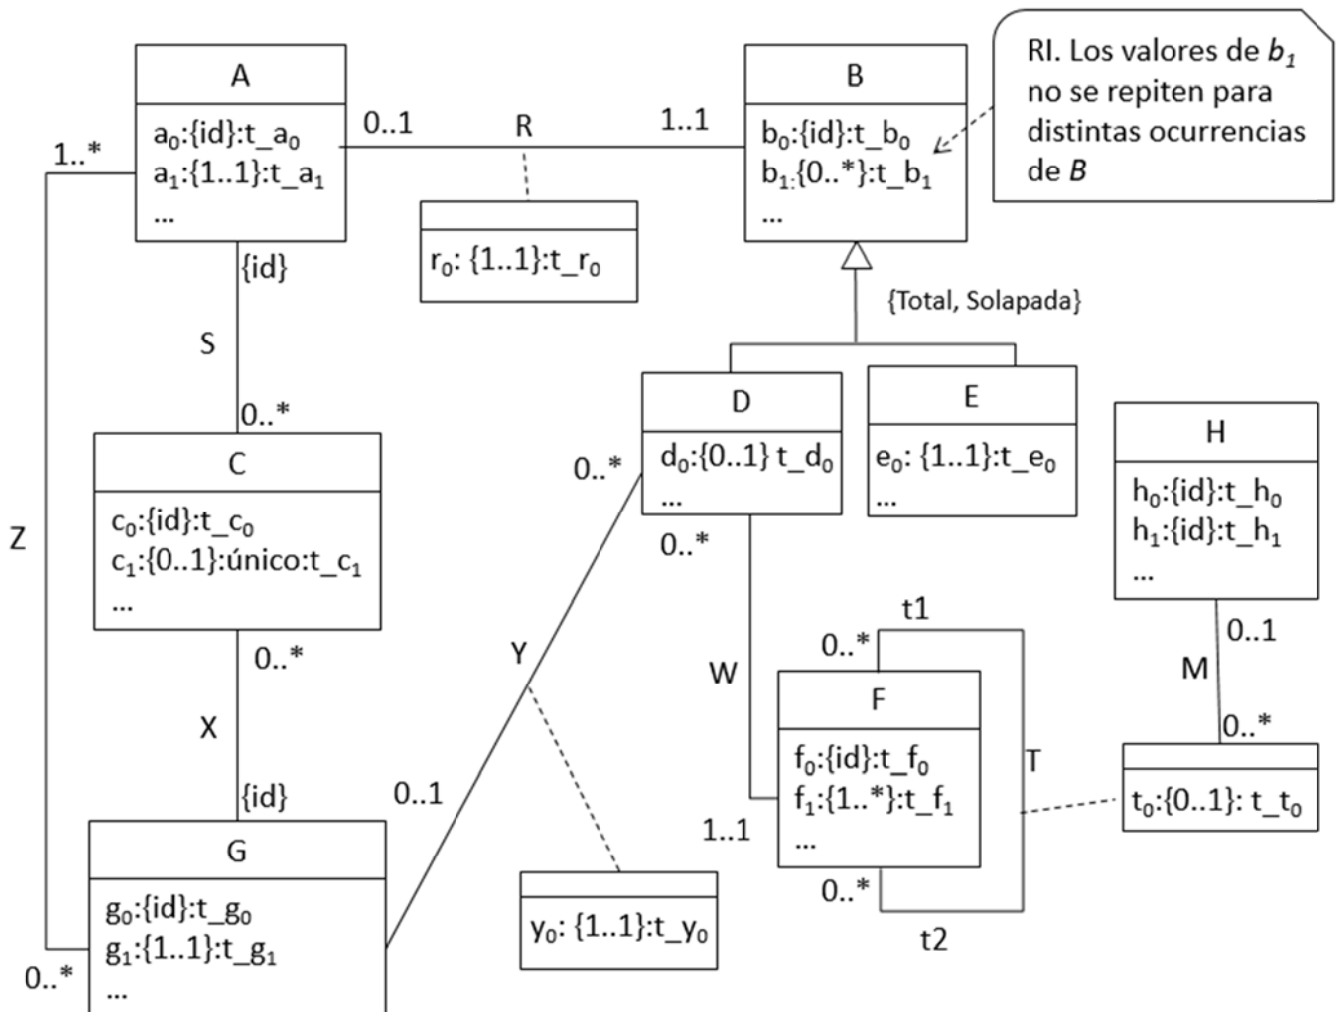 A
a₀:{id}:t_a₀
a₁:{1..1}:t_a₁
...
0..1
R
1..1
B
b₀:{id}:t_b₀
b₁:{0..*}:t_b₁
...
RI. Los valores de b₁
no se repiten para
distintas ocurrencias
de B
1..*
r₀: {1..1}:t_r₀
{id}
S
0..*
{Total, Solapada}
C
c₀:{id}:t_c₀
c₁:{0..1}:único:t_c₁
...
D
d₀:{0..1} t_d₀
...
E
e₀: {1..1}:t_e₀
...
H
h₀:{id}:t_h₀
h₁:{id}:t_h₁
...
Z
0..*
0..*
0..*
X
{id}
Y
0..1
W
1..1
t1
0..*
F
f₀:{id}:t_f₀
f₁:{1..*}:t_f₁
...
0..*
t2
T
0..1
M
0..*
t₀:{0..1}: t_t₀
G
g₀:{id}:t_g₀
g₁:{1..1}:t_g₁
...
0..*
y₀: {1..1}:t_y₀